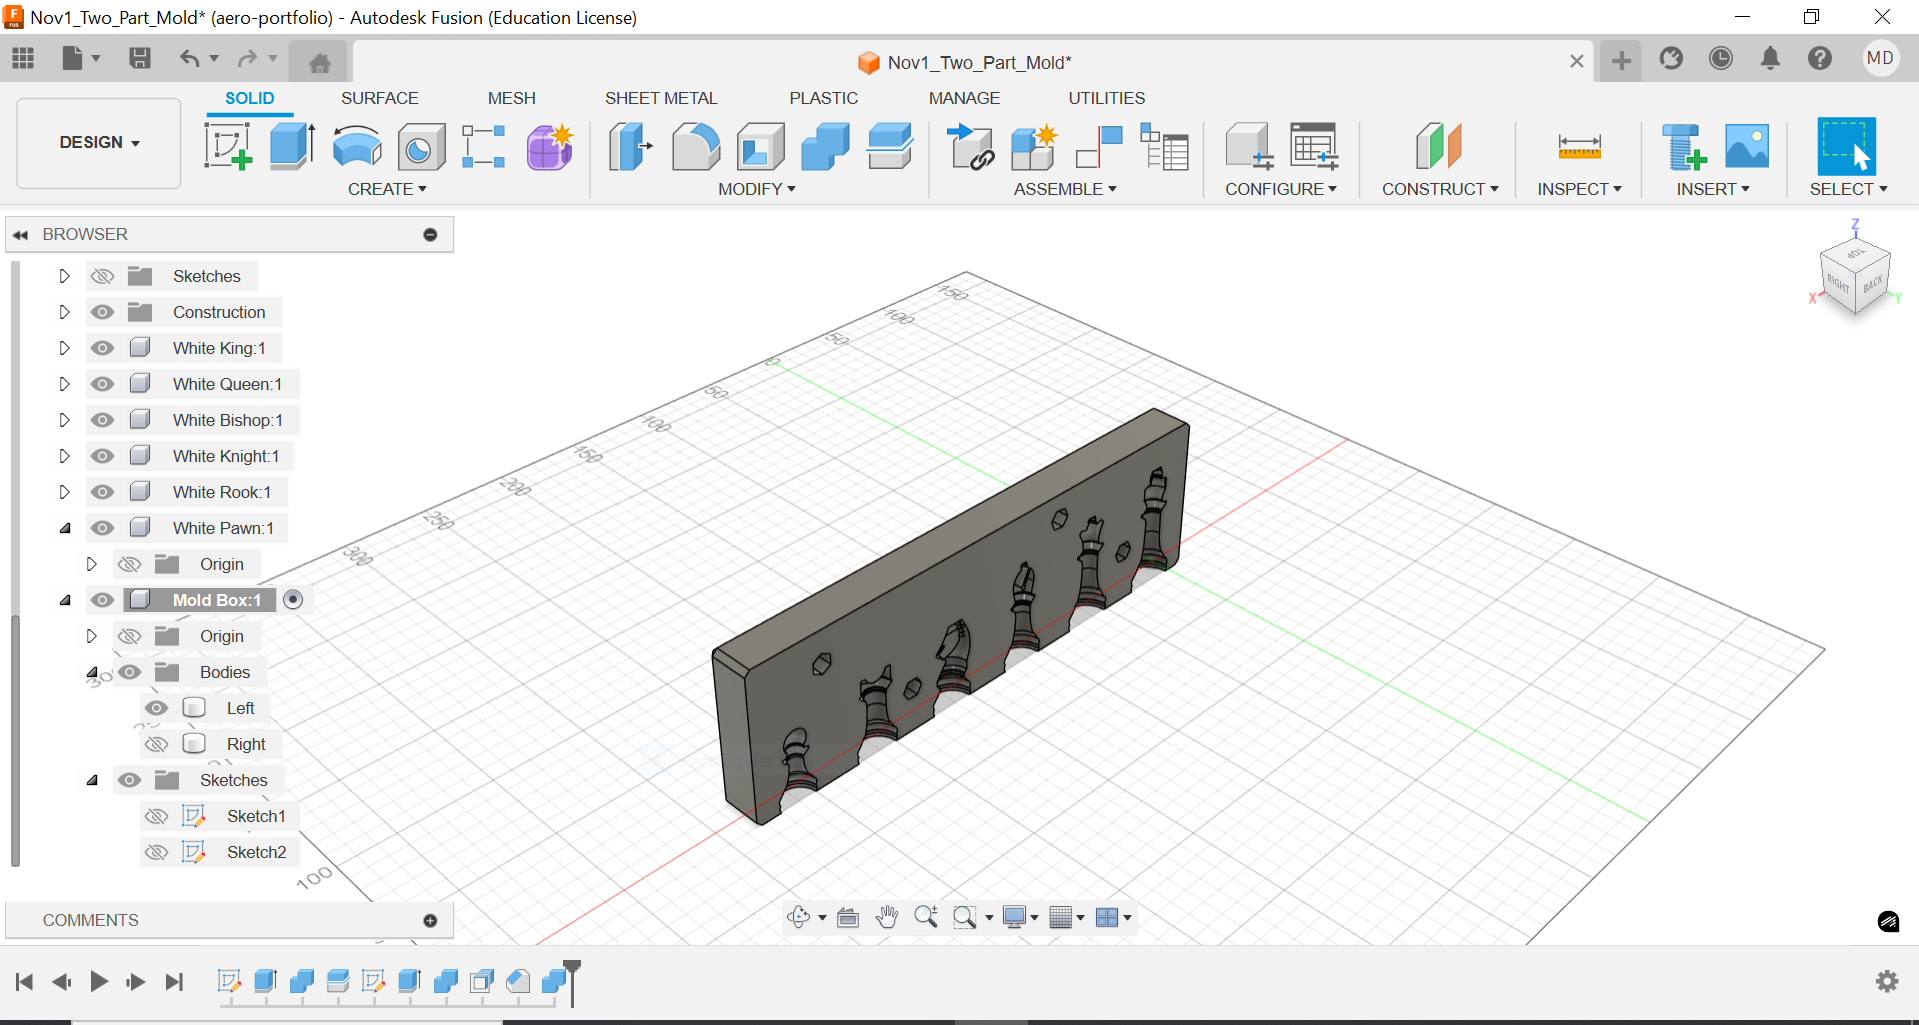 Nov1_Two_Part_Mold* (aero-portfolio) - Autodesk Fusion (Education License)
Nov1_Two_Part_Mold*
MD
DESIGN
SOLID SURFACE MESH SHEET METAL PLASTIC MANAGE UTILITIES
CREATE MODIFY ASSEMBLE CONFIGURE CONSTRUCT INSPECT INSERT SELECT
BROWSER
Sketches
Construction
White King:1
White Queen:1
White Bishop:1
White Knight:1
White Rook:1
White Pawn:1
Origin
Mold Box:1
Origin
Bodies
Left
Right
Sketches
Sketch1
Sketch2
COMMENTS
150
100
50
0
50
100
150
200
250
300
100
Z
TOP
RIGHT BACK
X Y